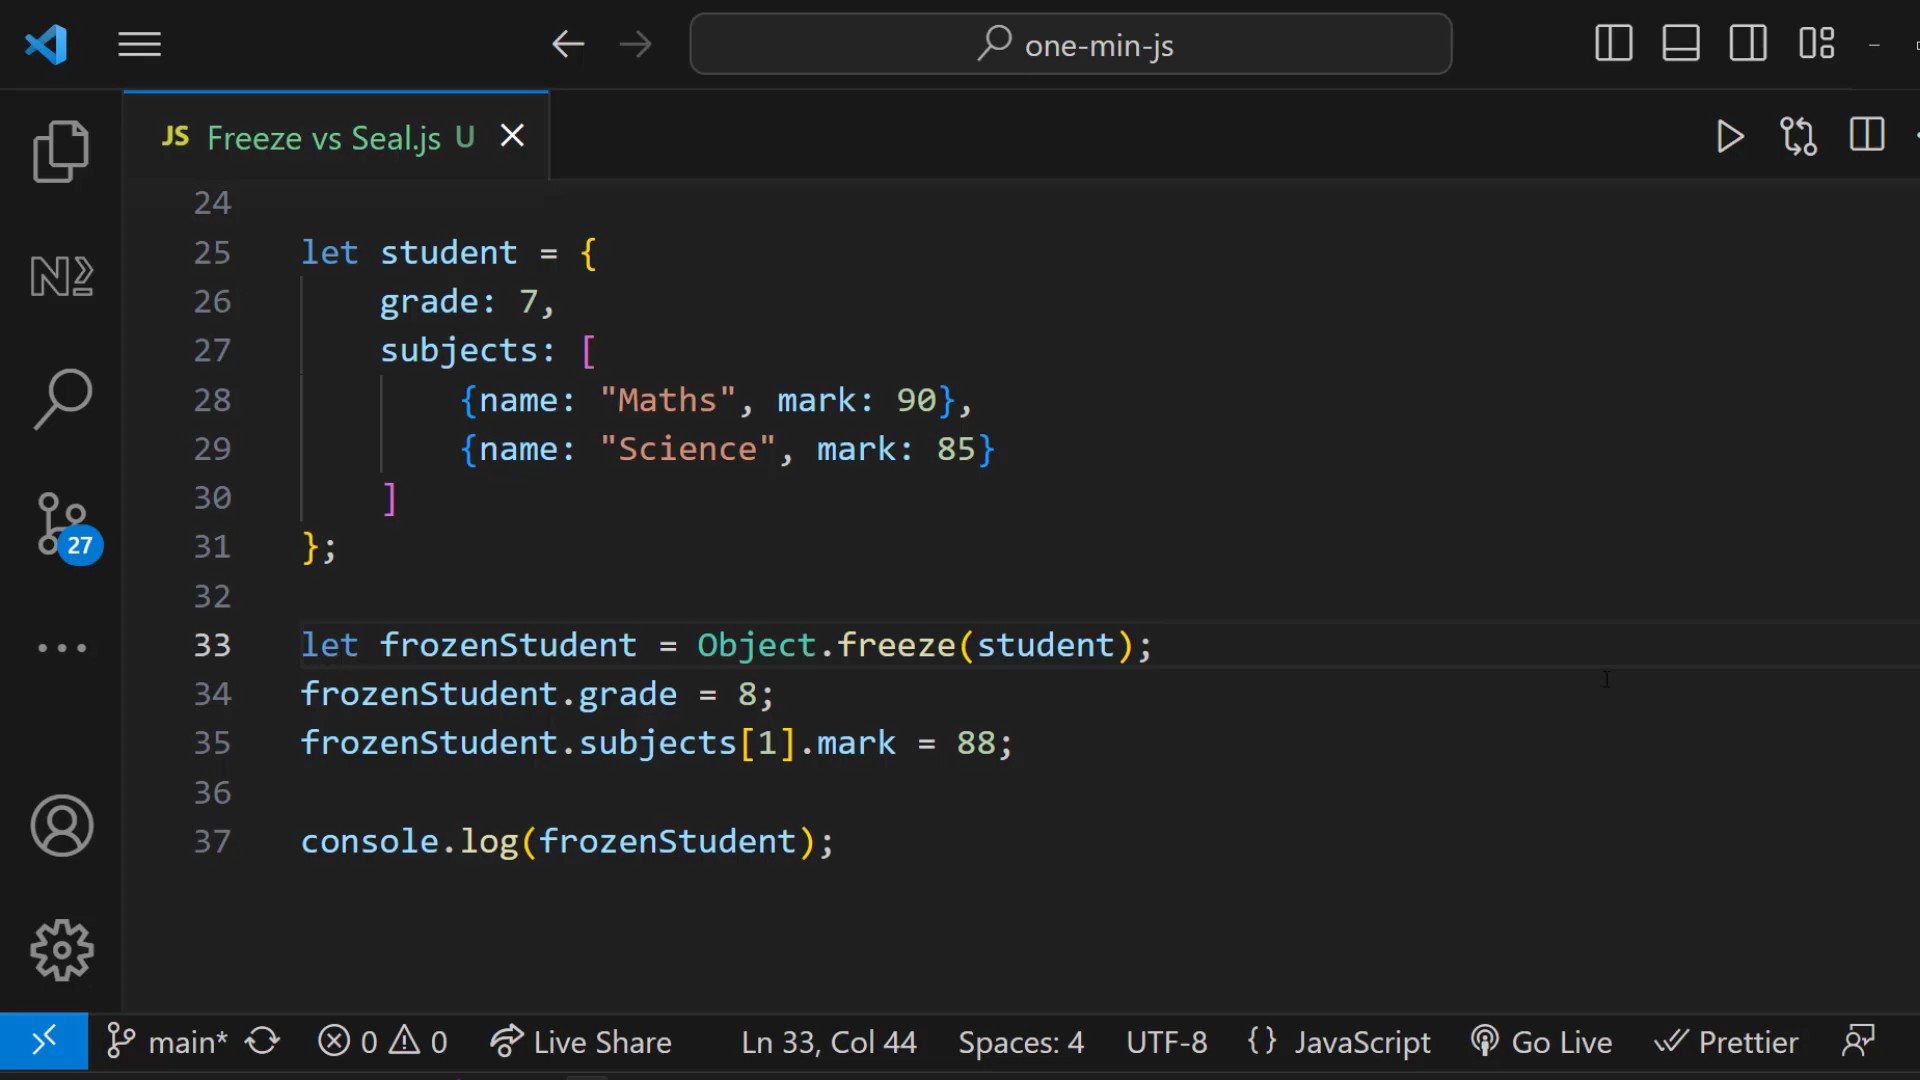 one-min-js
JS Freeze vs Seal.js U
24
25 let student = {
26     grade: 7,
27     subjects: [
28         {name: "Maths", mark: 90},
29         {name: "Science", mark: 85}
30     ]
31 };
32
33 let frozenStudent = Object.freeze(student);
34 frozenStudent.grade = 8;
35 frozenStudent.subjects[1].mark = 88;
36
37 console.log(frozenStudent);
27
main* 0 0 Live Share Ln 33, Col 44 Spaces: 4 UTF-8 {} JavaScript Go Live Prettier